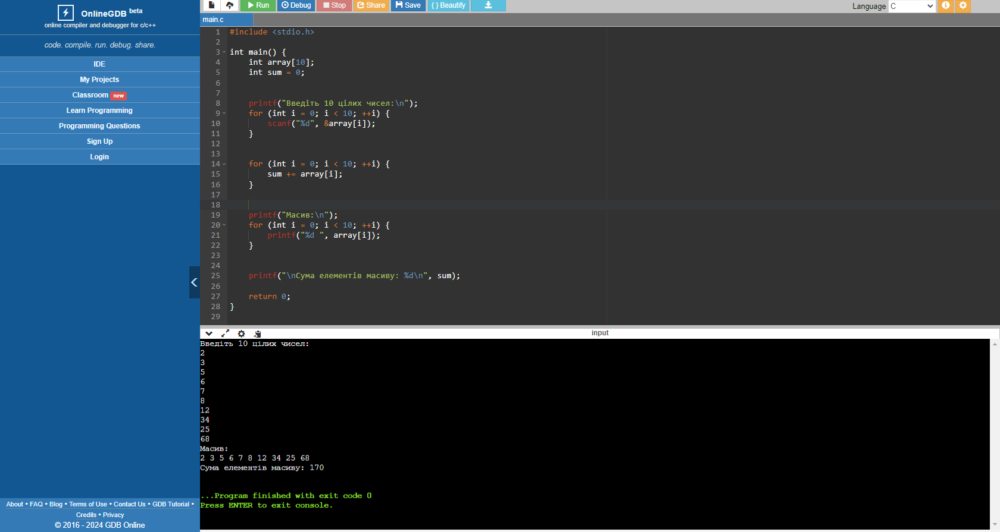 OnlineGDB beta
online compiler and debugger for c/c++
code. compile. run. debug. share.
IDE
My Projects
Classroom new
Learn Programming
Programming Questions
Sign Up
Login
About • FAQ • Blog • Terms of Use • Contact Us • GDB Tutorial •
Credits • Privacy
© 2016 - 2024 GDB Online
Run Debug Stop Share Save { } Beautify Language C
main.c
1 #include <stdio.h>
2
3 int main() {
4     int array[10];
5     int sum = 0;
6
7
8     printf("Введіть 10 цілих чисел:\n");
9     for (int i = 0; i < 10; ++i) {
10         scanf("%d", &array[i]);
11     }
12
13
14     for (int i = 0; i < 10; ++i) {
15         sum += array[i];
16     }
17
18
19     printf("Масив:\n");
20     for (int i = 0; i < 10; ++i) {
21         printf("%d ", array[i]);
22     }
23
24
25     printf("\nСума елементів масиву: %d\n", sum);
26
27     return 0;
28 }
29
input
Введіть 10 цілих чисел:
2
3
5
6
7
8
12
34
25
68
Масив:
2 3 5 6 7 8 12 34 25 68
Сума елементів масиву: 170
...Program finished with exit code 0
Press ENTER to exit console.